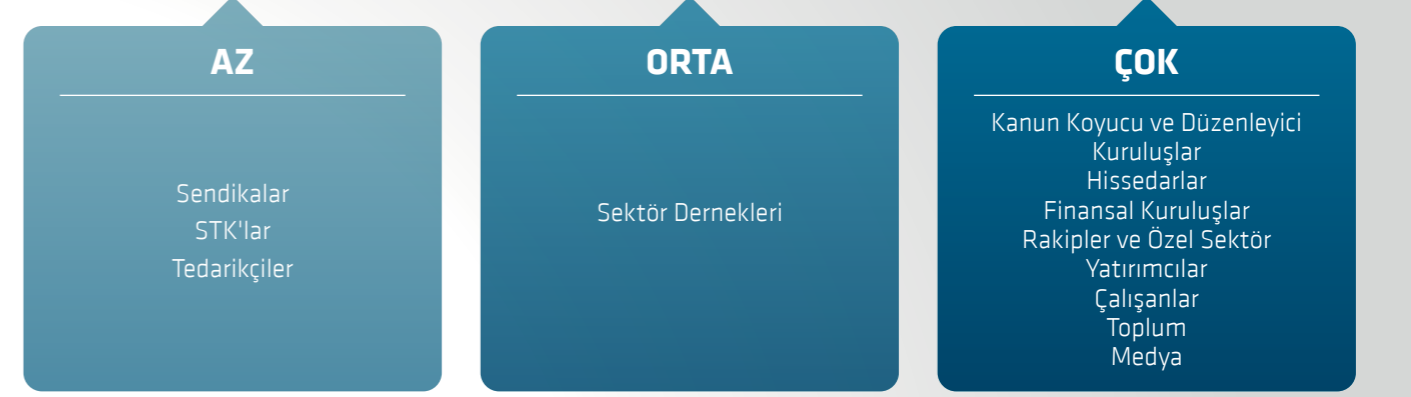 AZ
Sendikalar
STK'lar
Tedarikçiler
ORTA
Sektör Dernekleri
ÇOK
Kanun Koyucu ve Düzenleyici
Kuruluşlar
Hissedarlar
Finansal Kuruluşlar
Rakipler ve Özel Sektör
Yatırımcılar
Çalışanlar
Toplum
Medya